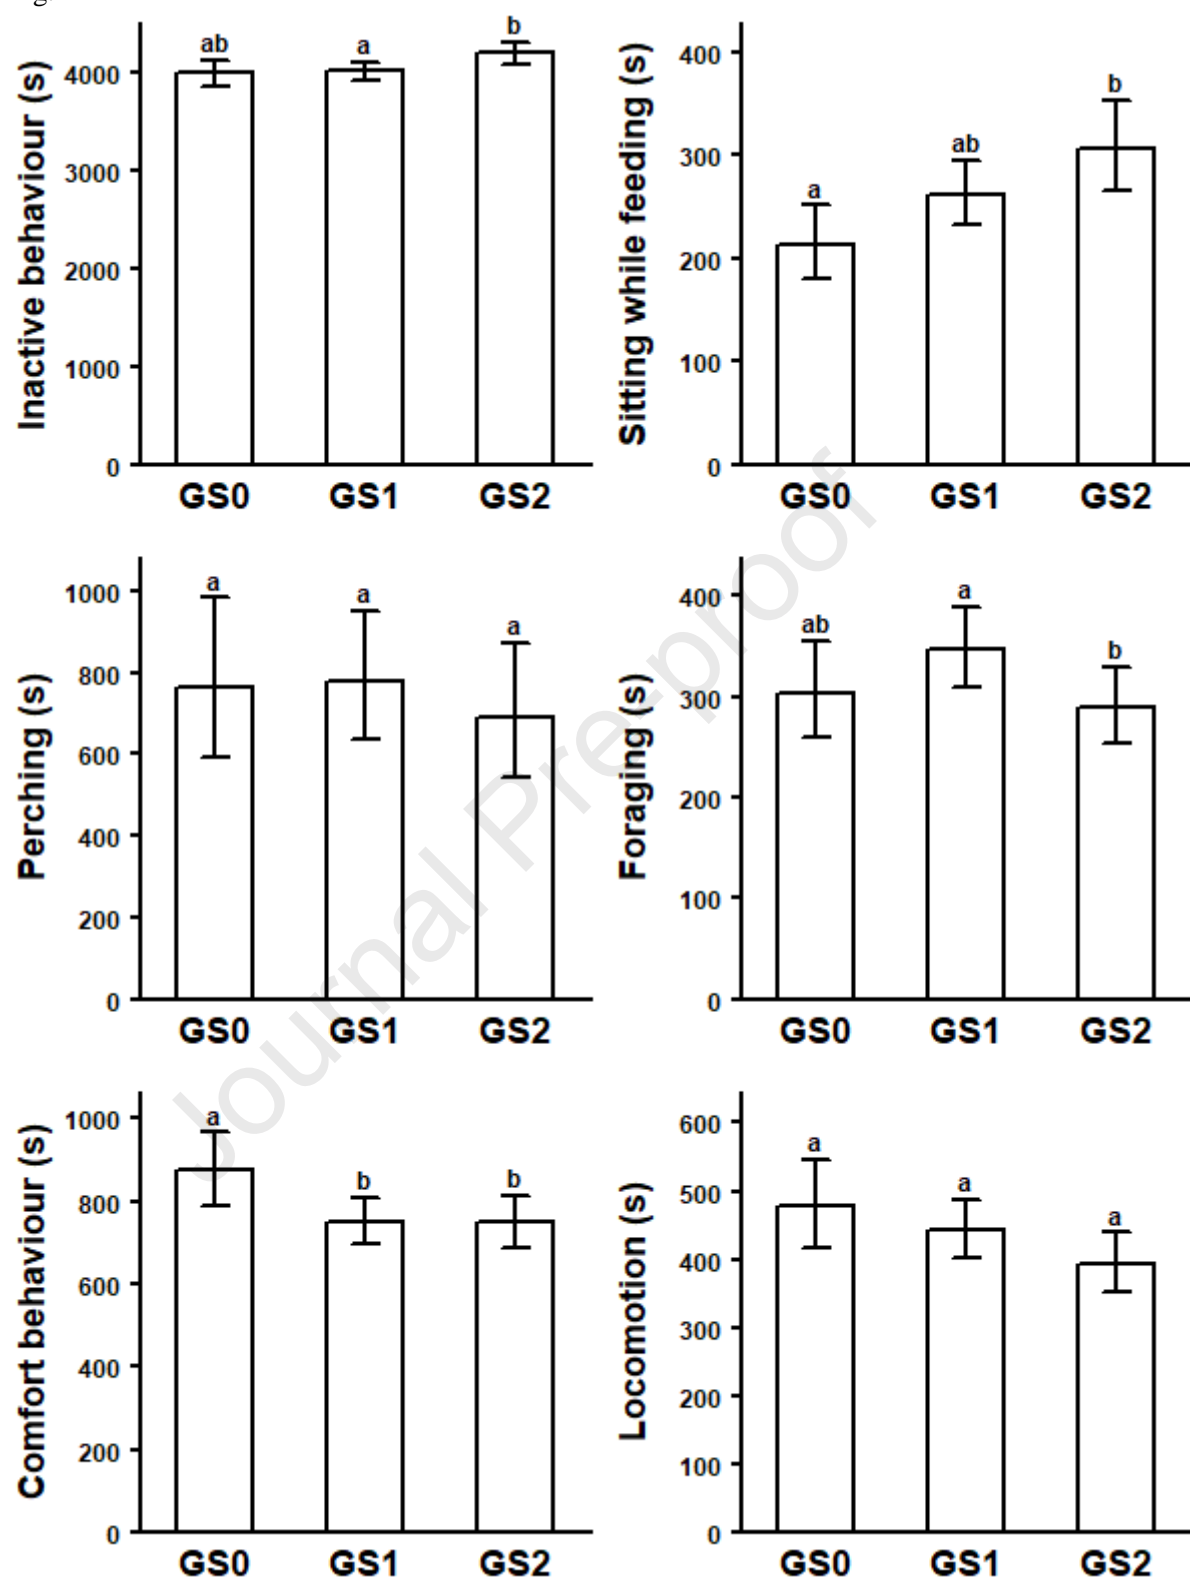 ab
a
b
Inactive behaviour (s)
4000
3000
2000
1000
0
GS0 GS1 GS2
a
ab
b
Sitting while feeding (s)
400
300
200
100
0
GS0 GS1 GS2
a
a
a
Perching (s)
1000
800
600
400
200
0
GS0 GS1 GS2
ab
a
b
Foraging (s)
400
300
200
100
0
GS0 GS1 GS2
a
b
b
Comfort behaviour (s)
1000
800
600
400
200
0
GS0 GS1 GS2
a
a
a
Locomotion (s)
600
500
400
300
200
100
0
GS0 GS1 GS2
Journal Pre-proof